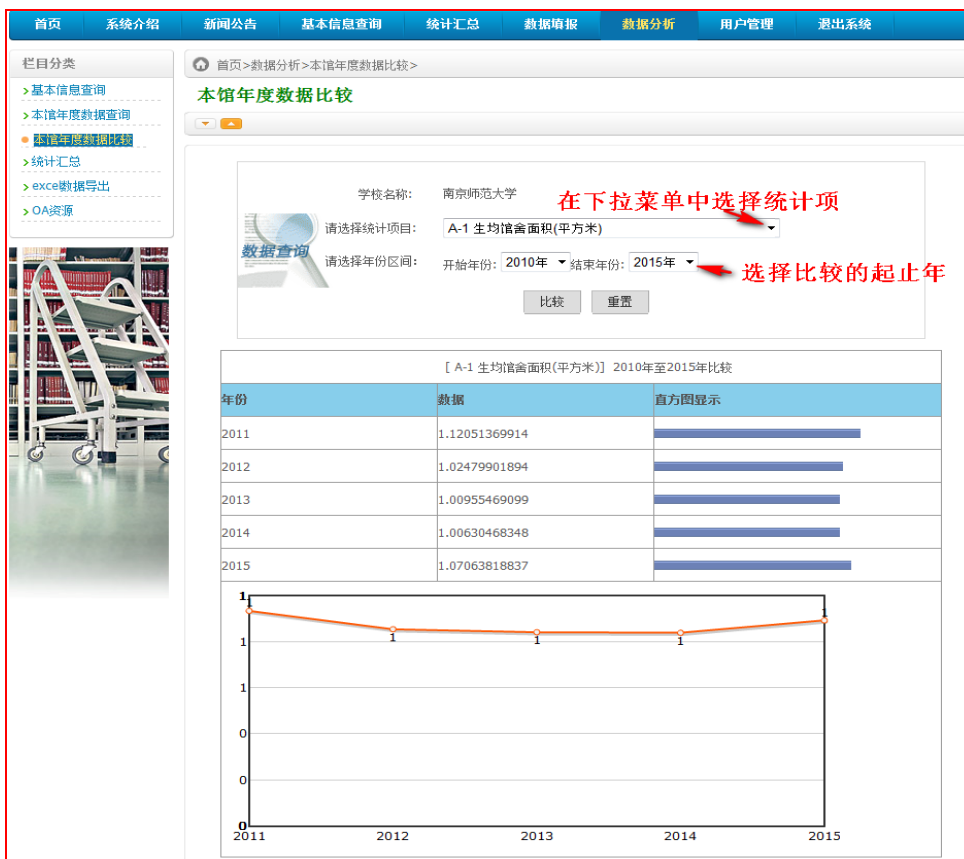 首页 系统介绍 新闻公告 基本信息查询 统计汇总 数据填报 数据分析 用户管理 退出系统
栏目分类
基本信息查询
本馆年度数据查询
本馆年度数据比较
统计汇总
exce数据导出
OA资源
首页>数据分析>本馆年度数据比较>
本馆年度数据比较
数据查询
学校名称: 南京师范大学
在下拉菜单中选择统计项
请选择统计项目: A-1 生均馆舍面积(平方米)
请选择年份区间: 开始年份: 2010年 结束年份: 2015年
选择比较的起止年
比较 重置
[ A-1 生均馆舍面积(平方米)] 2010年至2015年比较
年份 数据 直方图显示
2011 1.12051369914
2012 1.02479901894
2013 1.00955469099
2014 1.00630468348
2015 1.07063818837
1
1 1 1 1 1
1
1
0
0
0
2011 2012 2013 2014 2015